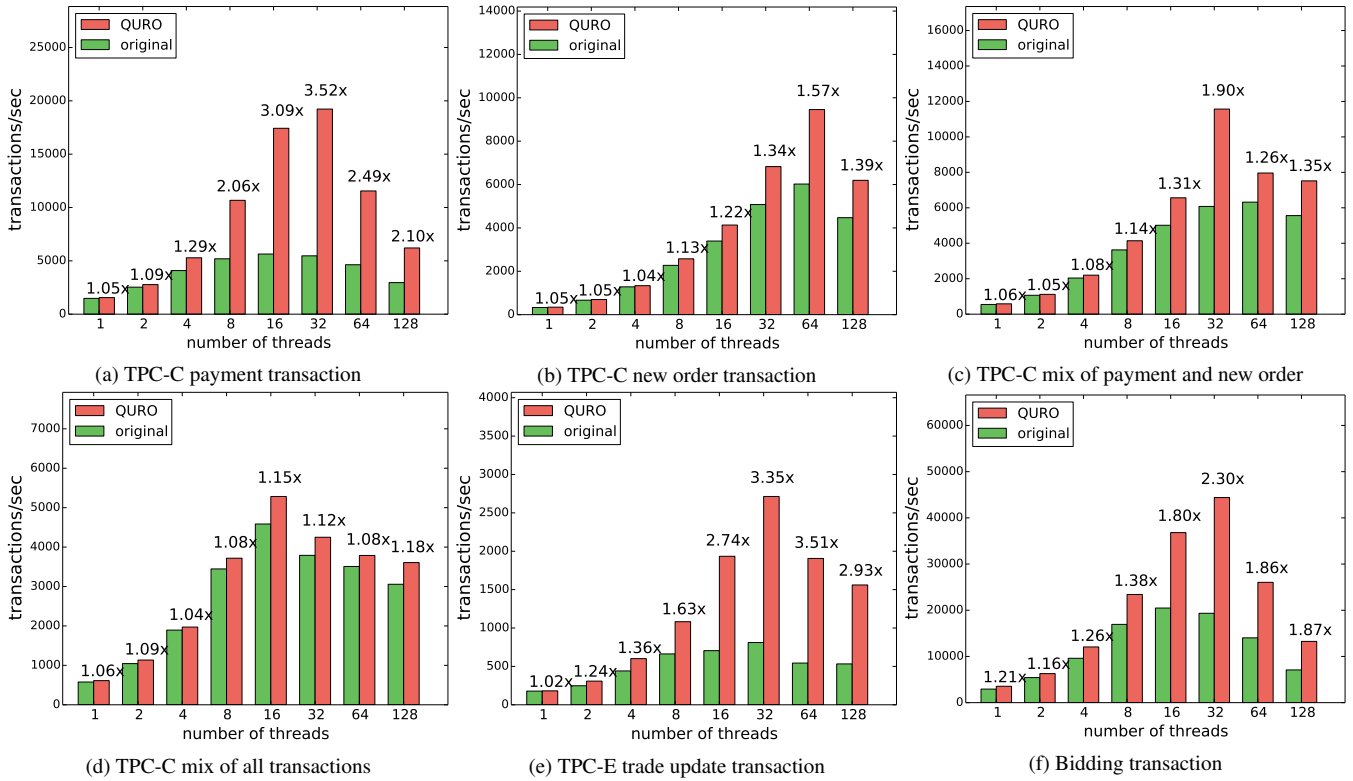 QURO
original
25000
20000
15000
10000
5000
0
transactions/sec
1.05x
1.09x
1.29x
2.06x
3.09x
3.52x
2.49x
2.10x
1 2 4 8 16 32 64 128
number of threads
(a) TPC-C payment transaction
QURO
original
14000
12000
10000
8000
6000
4000
2000
0
transactions/sec
1.05x
1.05x
1.04x
1.13x
1.22x
1.34x
1.57x
1.39x
1 2 4 8 16 32 64 128
number of threads
(b) TPC-C new order transaction
QURO
original
16000
14000
12000
10000
8000
6000
4000
2000
0
transactions/sec
1.06x
1.05x
1.08x
1.14x
1.31x
1.90x
1.26x
1.35x
1 2 4 8 16 32 64 128
number of threads
(c) TPC-C mix of payment and new order
QURO
original
7000
6000
5000
4000
3000
2000
1000
0
transactions/sec
1.06x
1.09x
1.04x
1.08x
1.15x
1.12x
1.08x
1.18x
1 2 4 8 16 32 64 128
number of threads
(d) TPC-C mix of all transactions
QURO
original
4000
3500
3000
2500
2000
1500
1000
500
0
transactions/sec
1.02x
1.24x
1.36x
1.63x
2.74x
3.35x
3.51x
2.93x
1 2 4 8 16 32 64 128
number of threads
(e) TPC-E trade update transaction
QURO
original
60000
50000
40000
30000
20000
10000
0
transactions/sec
1.21x
1.16x
1.26x
1.38x
1.80x
2.30x
1.86x
1.87x
1 2 4 8 16 32 64 128
number of threads
(f) Bidding transaction